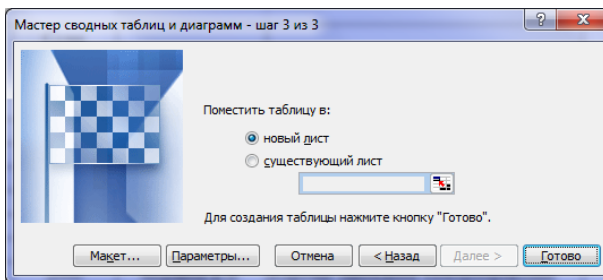 Мастер сводных таблиц и диаграмм - шаг 3 из 3
Поместить таблицу в:
новый лист
существующий лист
Для создания таблицы нажмите кнопку "Готово".
Макет... Параметры... Отмена < Назад Далее > Готово